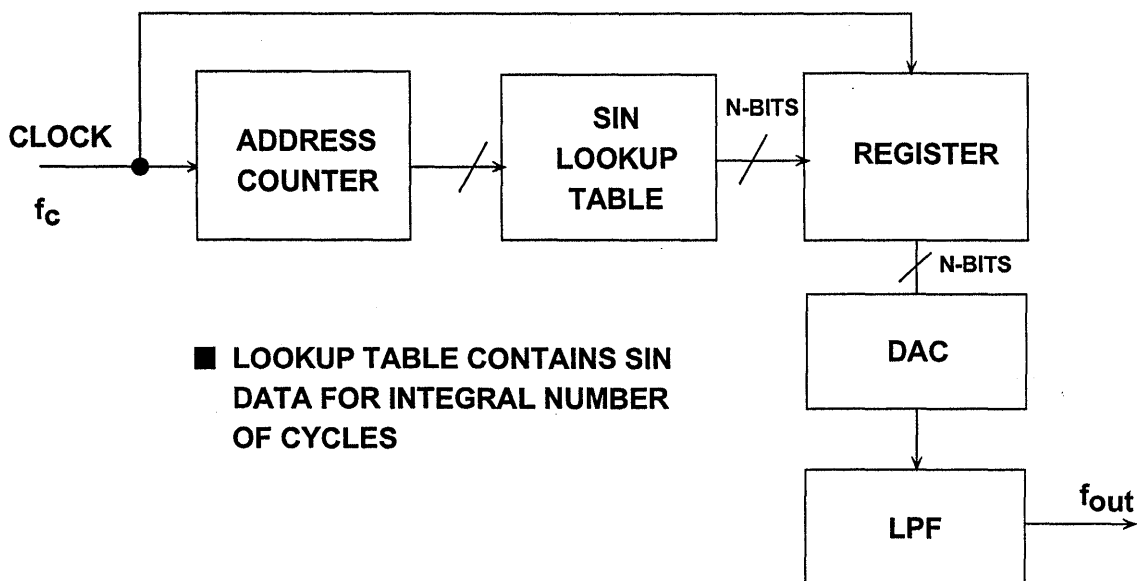 CLOCK
fc
ADDRESS
COUNTER
SIN
LOOKUP
TABLE
N-BITS
REGISTER
N-BITS
DAC
LPF
fout
■ LOOKUP TABLE CONTAINS SIN
DATA FOR INTEGRAL NUMBER
OF CYCLES